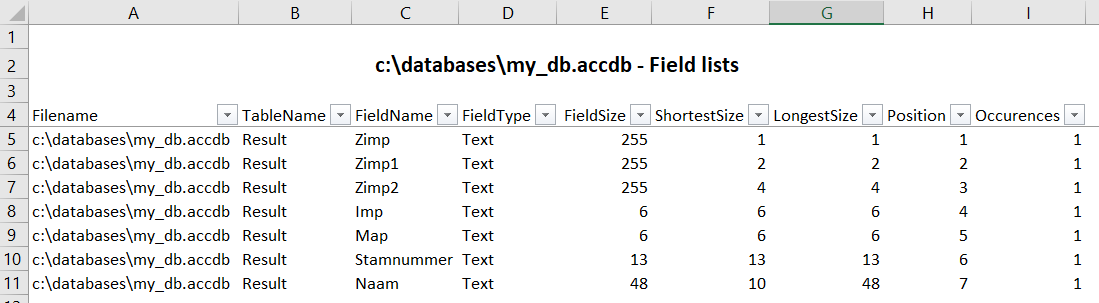 A B C D E F G H I
1
2 c:\databases\my_db.accdb - Field lists
3
4 Filename TableName FieldName FieldType FieldSize ShortestSize LongestSize Position Occurences
5 c:\databases\my_db.accdb Result Zimp Text 255 1 1 1 1
6 c:\databases\my_db.accdb Result Zimp1 Text 255 2 2 2 1
7 c:\databases\my_db.accdb Result Zimp2 Text 255 4 4 3 1
8 c:\databases\my_db.accdb Result Imp Text 6 6 6 4 1
9 c:\databases\my_db.accdb Result Map Text 6 6 6 5 1
10 c:\databases\my_db.accdb Result Stamnummer Text 13 13 13 6 1
11 c:\databases\my_db.accdb Result Naam Text 48 10 48 7 1